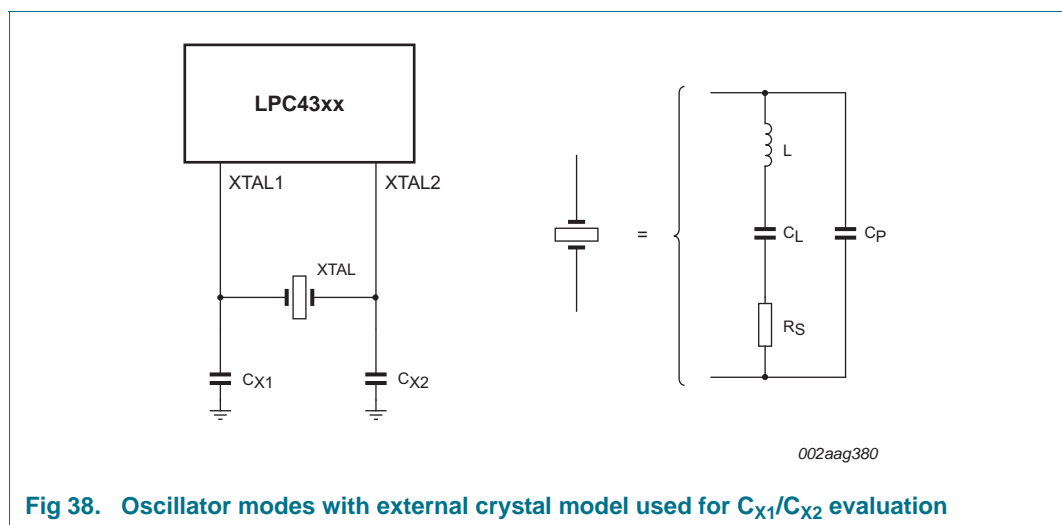 LPC43xx
XTAL1
XTAL2
XTAL
CX1
CX2
=
L
CL
CP
RS
002aag380
Fig 38. Oscillator modes with external crystal model used for CX1/CX2 evaluation